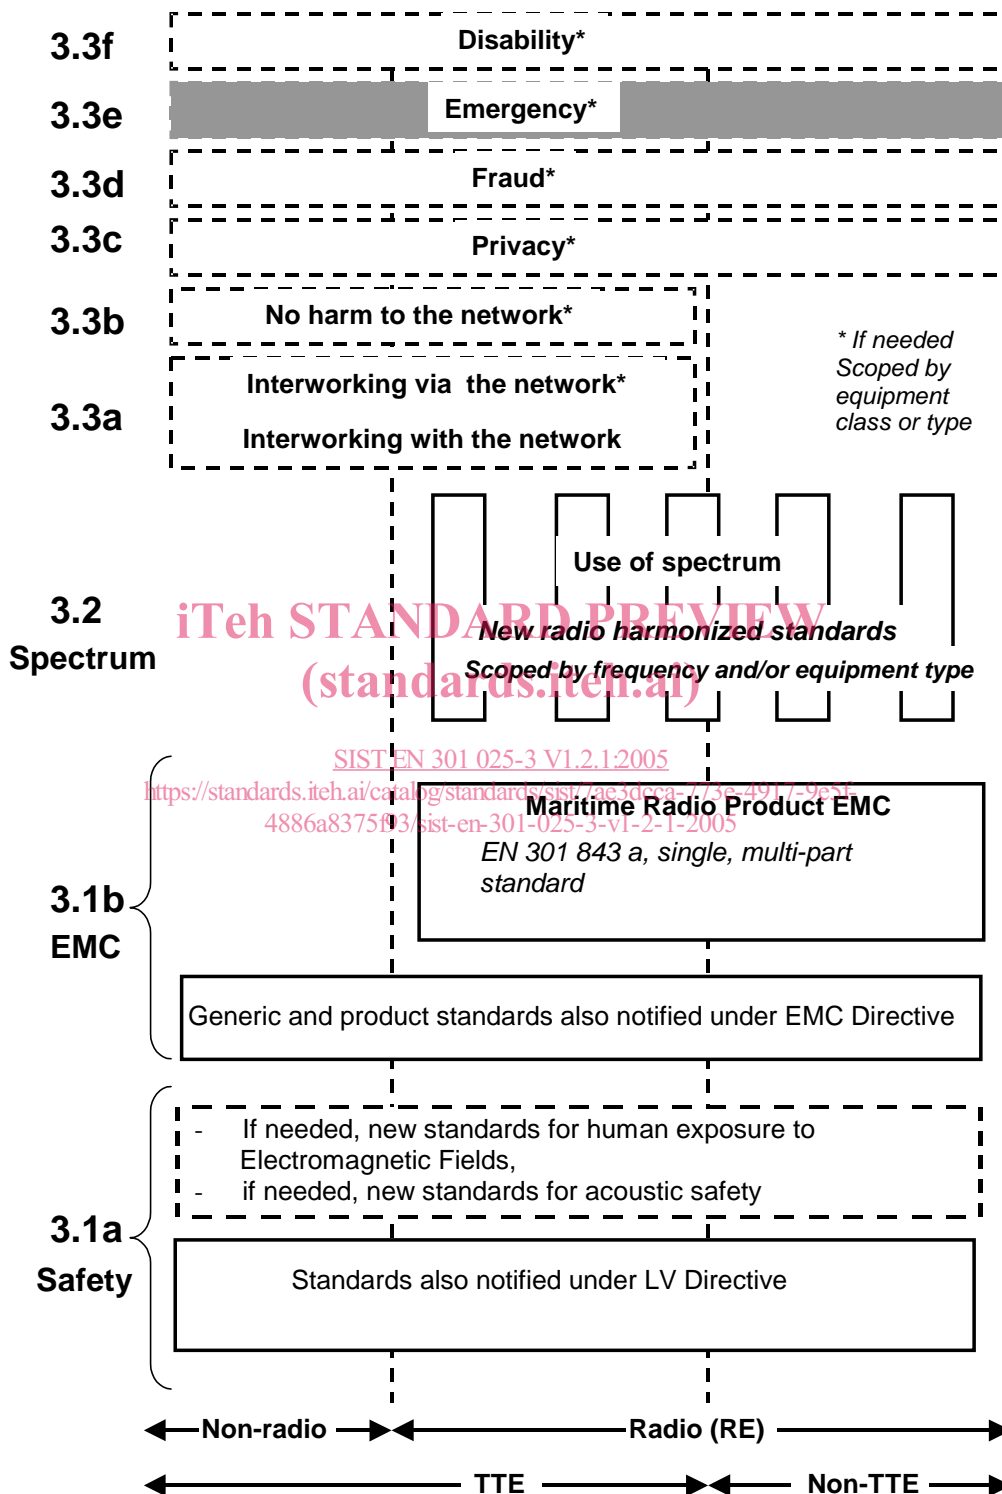 3.3f
Disability*
3.3e
Emergency*
3.3d
Fraud*
3.3c
Privacy*
3.3b
No harm to the network*
3.3a
Interworking via the network*
Interworking with the network
* If needed
Scoped by
equipment
class or type
3.2
Spectrum
Use of spectrum
New radio harmonized standards
Scoped by frequency and/or equipment type
iTeh STANDARD PREVIEW
(standards.iteh.ai)
SIST EN 301 025-3 V1.2.1:2005
https://standards.iteh.ai/catalog/standards/sist/7ae3dcca-773e-4917-9e5f-
4886a8375f93/sist-en-301-025-3-v1-2-1-2005
3.1b
EMC
Maritime Radio Product EMC
EN 301 843 a, single, multi-part
standard
Generic and product standards also notified under EMC Directive
3.1a
Safety
- If needed, new standards for human exposure to
Electromagnetic Fields,
- if needed, new standards for acoustic safety
Standards also notified under LV Directive
Non-radio
Radio (RE)
TTE
Non-TTE